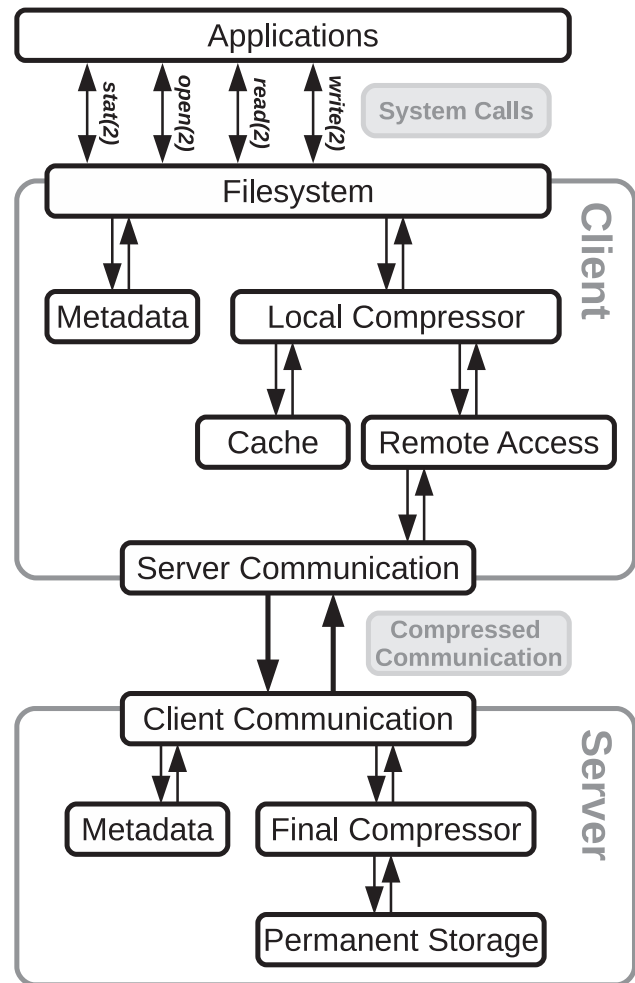 Applications
stat(2)
open(2)
read(2)
write(2)
System Calls
Filesystem
Client
Metadata
Local Compressor
Cache
Remote Access
Server Communication
Compressed
Communication
Client Communication
Server
Metadata
Final Compressor
Permanent Storage